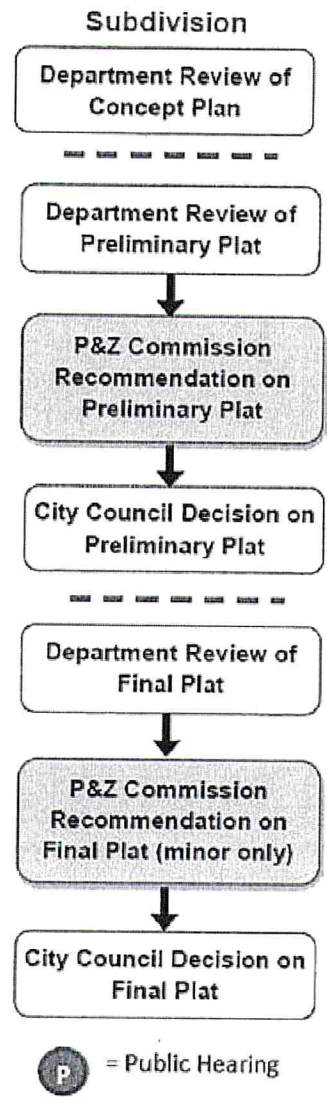 Subdivision
Department Review of
Concept Plan
Department Review of
Preliminary Plat
P&Z Commission
Recommendation on
Preliminary Plat
City Council Decision on
Preliminary Plat
Department Review of
Final Plat
P&Z Commission
Recommendation on
Final Plat (minor only)
City Council Decision on
Final Plat
P = Public Hearing